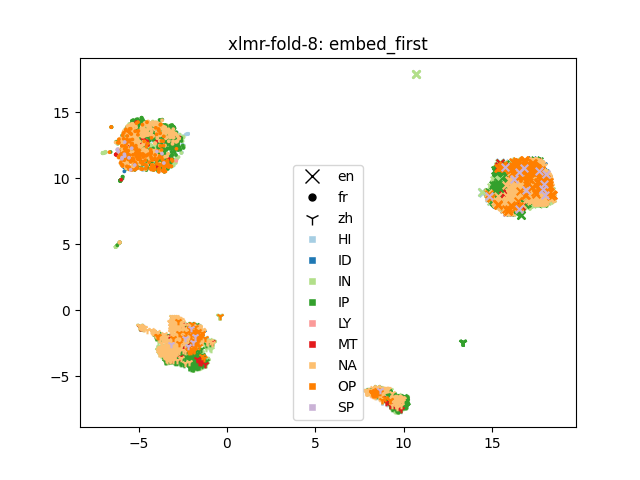 xlmr-fold-8: embed_first
15
10
5
0
−5
−5
0
5
10
15
en
fr
zh
HI
ID
IN
IP
LY
MT
NA
OP
SP